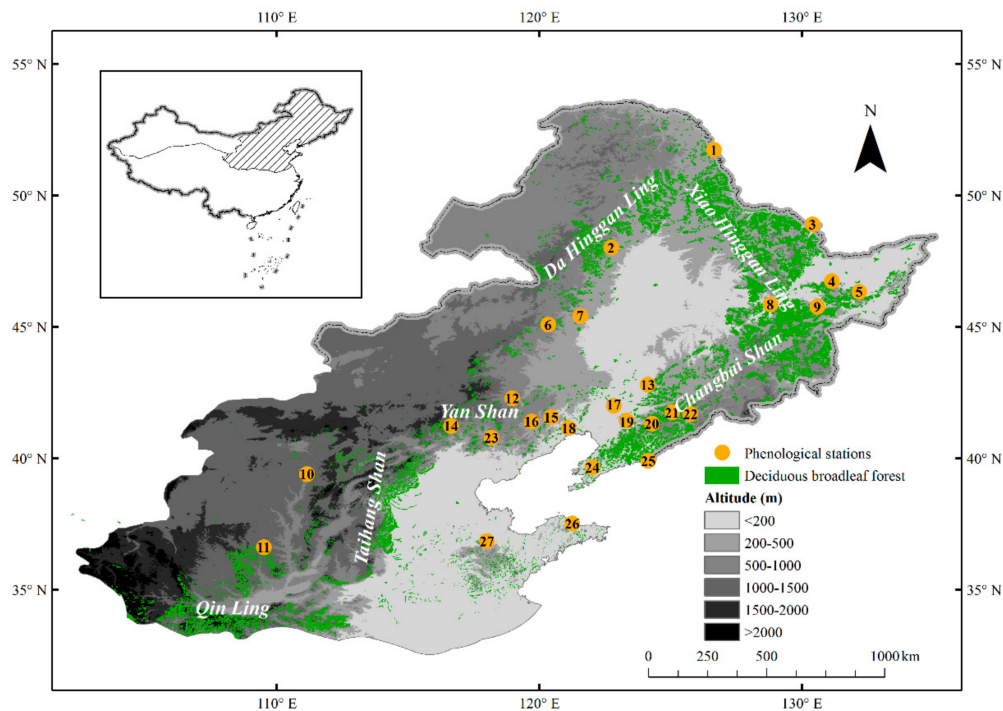 110° E
120° E
130° E
55° N
55° N
N
1
50° N
50° N
Da Hinggan Ling
Xiao Hinggan Ling
3
2
4
5
8
9
45° N
45° N
7
6
Changbai Shan
13
12
17
Yan Shan
15
16
14
18
19
20
21
22
23
40° N
40° N
24
25
10
Taihang Shan
26
27
11
35° N
35° N
Qin Ling
Phenological stations
Deciduous broadleaf forest
Altitude (m)
<200
200-500
500-1000
1000-1500
1500-2000
>2000
0 250 500 1000 km
110° E
120° E
130° E